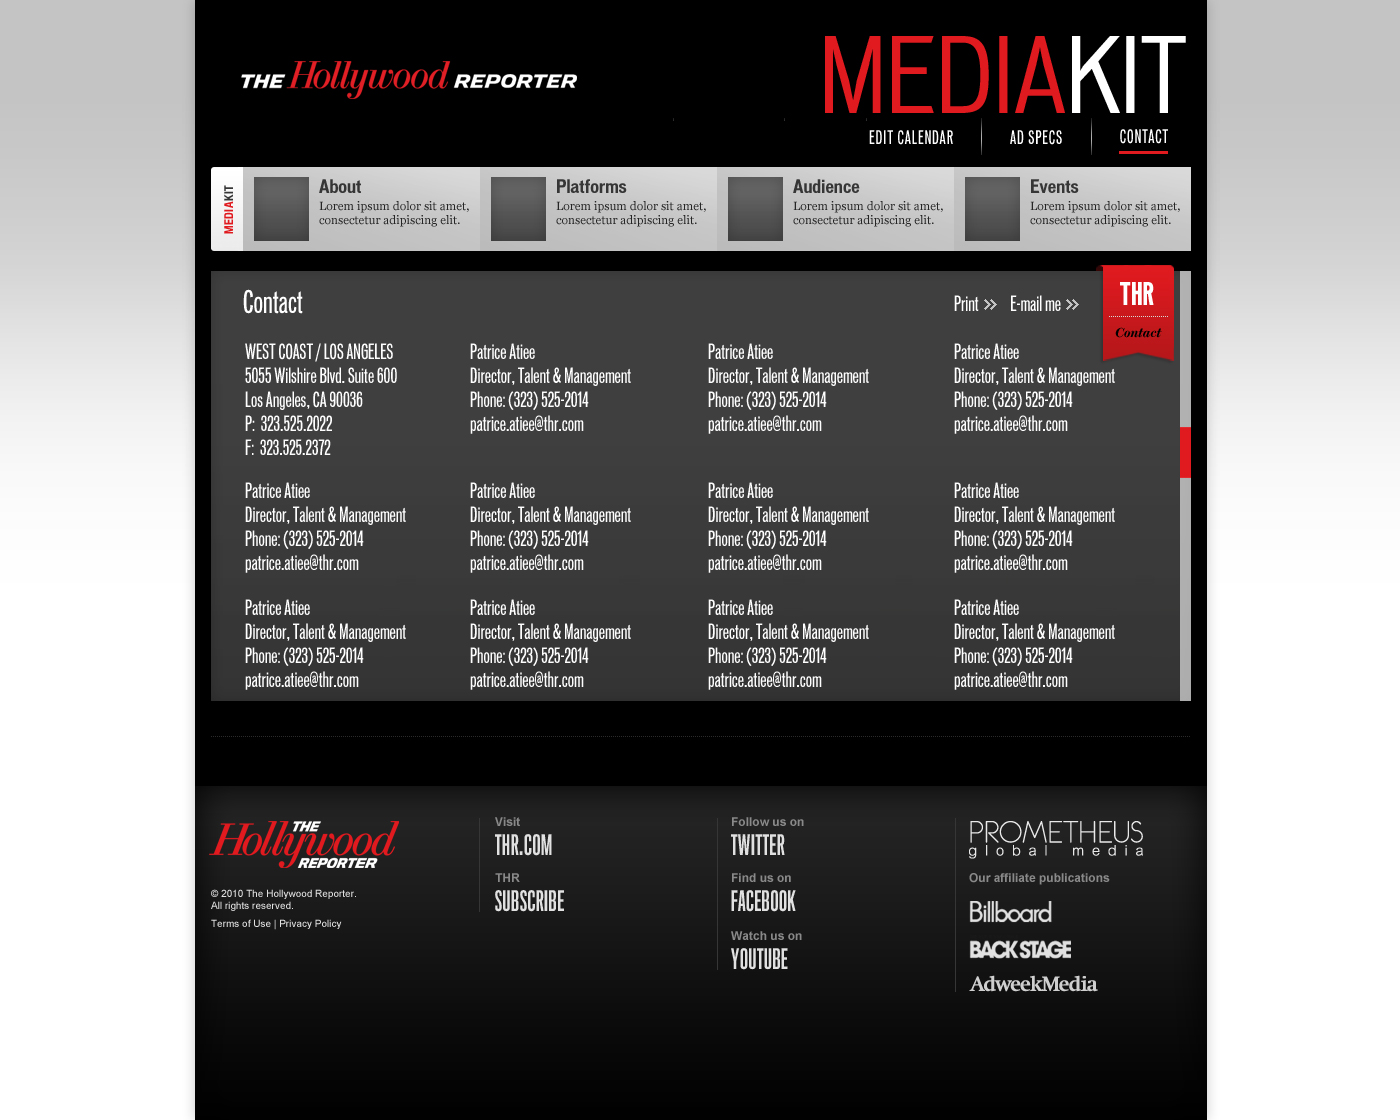 THE Hollywood REPORTER
MEDIAKIT
EDIT CALENDAR
AD SPECS
CONTACT
MEDIAKIT
About
Lorem ipsum dolor sit amet,
consectetur adipiscing elit.
Platforms
Lorem ipsum dolor sit amet,
consectetur adipiscing elit.
Audience
Lorem ipsum dolor sit amet,
consectetur adipiscing elit.
Events
Lorem ipsum dolor sit amet,
consectetur adipiscing elit.
Contact
Print >>
E-mail me >>
THR
Contact
WEST COAST / LOS ANGELES
5055 Wilshire Blvd. Suite 600
Los Angeles, CA 90036
P: 323.525.2022
F: 323.525.2372
Patrice Atiee
Director, Talent & Management
Phone: (323) 525-2014
patrice.atiee@thr.com
Patrice Atiee
Director, Talent & Management
Phone: (323) 525-2014
patrice.atiee@thr.com
Patrice Atiee
Director, Talent & Management
Phone: (323) 525-2014
patrice.atiee@thr.com
Patrice Atiee
Director, Talent & Management
Phone: (323) 525-2014
patrice.atiee@thr.com
Patrice Atiee
Director, Talent & Management
Phone: (323) 525-2014
patrice.atiee@thr.com
Patrice Atiee
Director, Talent & Management
Phone: (323) 525-2014
patrice.atiee@thr.com
Patrice Atiee
Director, Talent & Management
Phone: (323) 525-2014
patrice.atiee@thr.com
Patrice Atiee
Director, Talent & Management
Phone: (323) 525-2014
patrice.atiee@thr.com
Patrice Atiee
Director, Talent & Management
Phone: (323) 525-2014
patrice.atiee@thr.com
Patrice Atiee
Director, Talent & Management
Phone: (323) 525-2014
patrice.atiee@thr.com
Patrice Atiee
Director, Talent & Management
Phone: (323) 525-2014
patrice.atiee@thr.com
THE
Hollywood
REPORTER
© 2010 The Hollywood Reporter.
All rights reserved.
Terms of Use | Privacy Policy
Visit
THR.COM
THR
SUBSCRIBE
Follow us on
TWITTER
Find us on
FACEBOOK
Watch us on
YOUTUBE
PROMETHEUS
global media
Our affiliate publications
Billboard
BACK STAGE
AdweekMedia